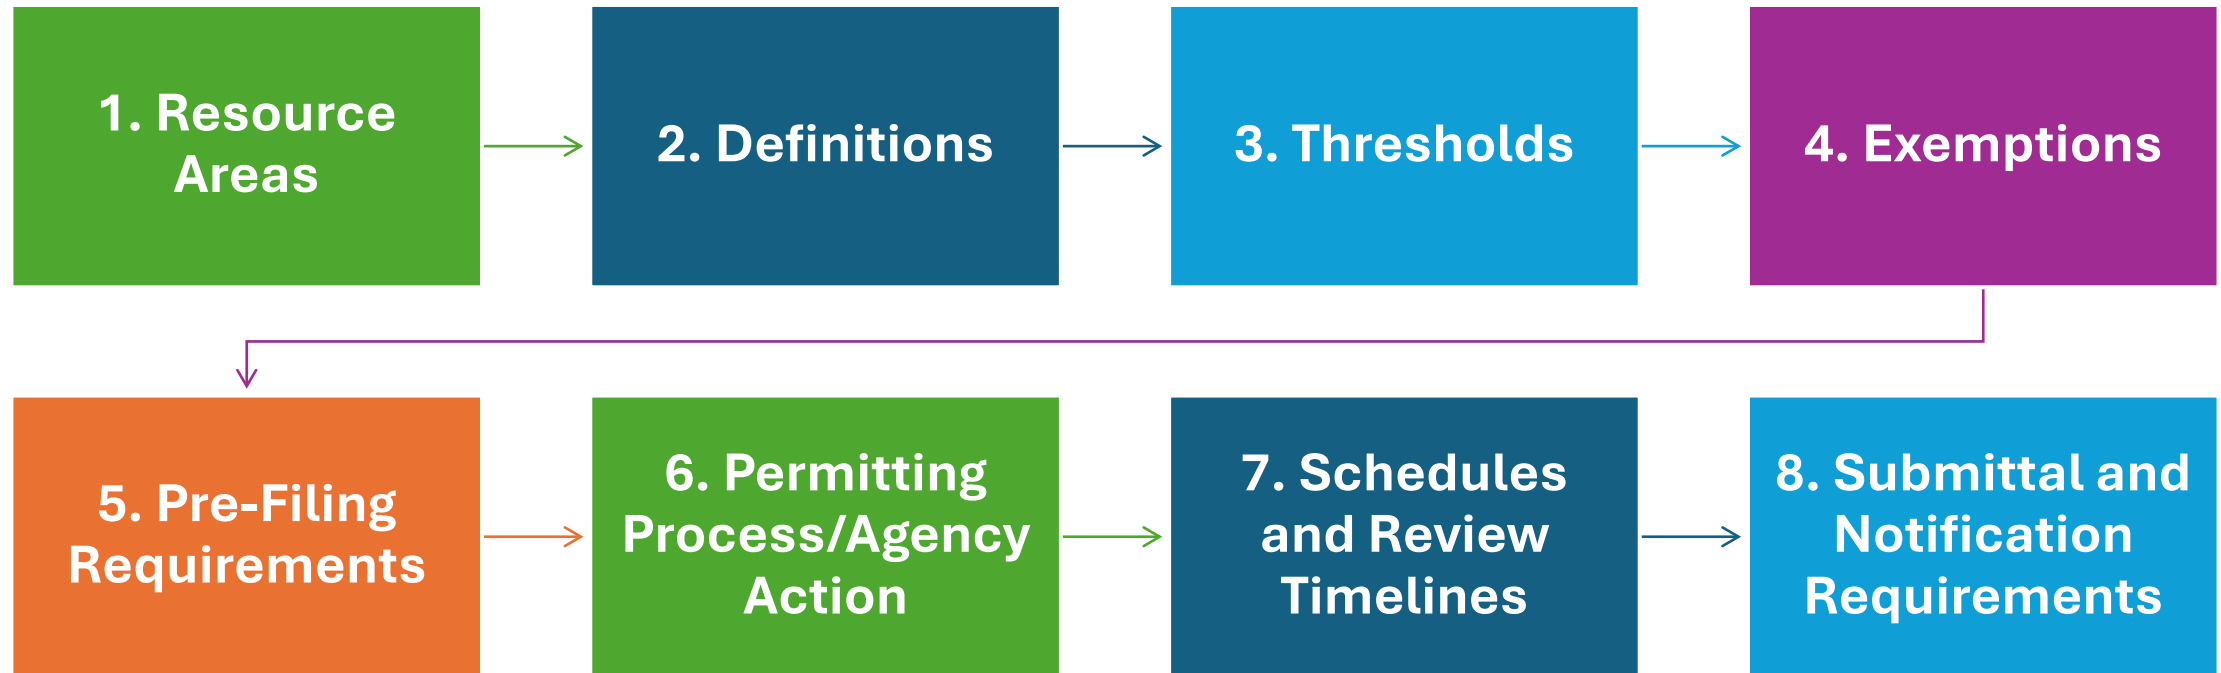 1. Resource
Areas
2. Definitions
3. Thresholds
4. Exemptions
5. Pre-Filing
Requirements
6. Permitting
Process/Agency
Action
7. Schedules
and Review
Timelines
8. Submittal and
Notification
Requirements